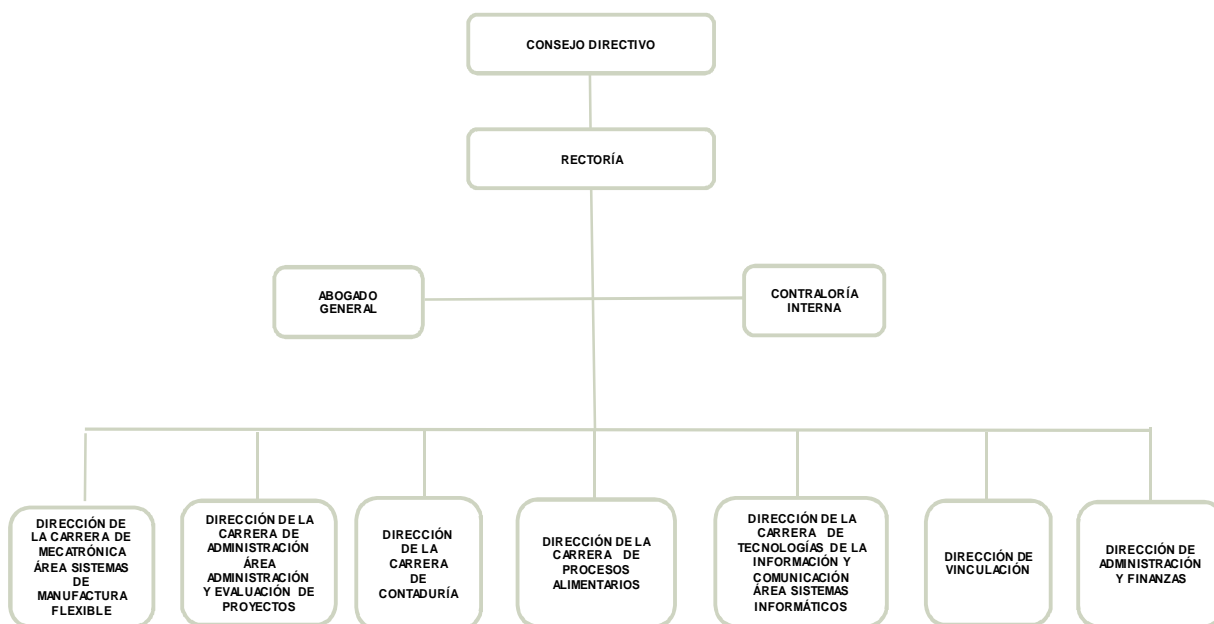 CONSEJO DIRECTIVO
RECTORÍA
ABOGADO
GENERAL
CONTRALORÍA
INTERNA
DIRECCIÓN DE
LA CARRERA DE
MECATRÓNICA
ÁREA SISTEMAS
DE
MANUFACTURA
FLEXIBLE
DIRECCIÓN DE LA
CARRERA DE
ADMINISTRACIÓN
ÁREA
ADMINISTRACIÓN
Y EVALUACIÓN DE
PROYECTOS
DIRECCIÓN
DE LA
CARRERA
DE
CONTADURÍA
DIRECCIÓN DE LA
CARRERA DE
PROCESOS
ALIMENTARIOS
DIRECCIÓN DE LA
CARRERA DE
TECNOLOGÍAS DE LA
INFORMACIÓN Y
COMUNICACIÓN
ÁREA SISTEMAS
INFORMÁTICOS
DIRECCIÓN DE
VINCULACIÓN
DIRECCIÓN DE
ADMINISTRACIÓN
Y FINANZAS